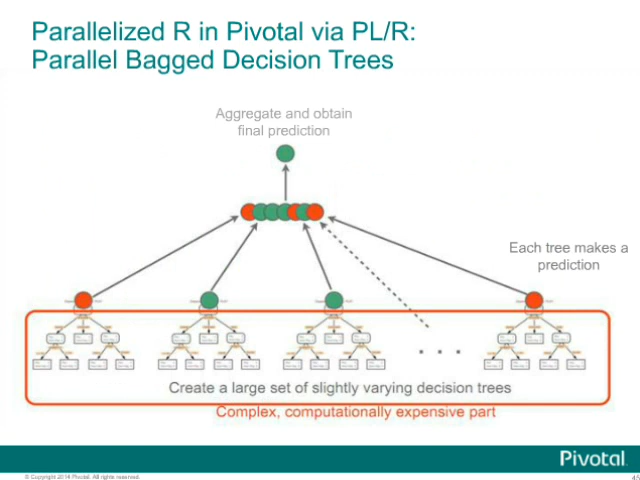 Parallelized R in Pivotal via PL/R:
Parallel Bagged Decision Trees
Aggregate and obtain
final prediction
Each tree makes a
prediction
. . .
Create a large set of slightly varying decision trees
Complex, computationally expensive part
Pivotal
© Copyright 2014 Pivotal. All rights reserved.
45